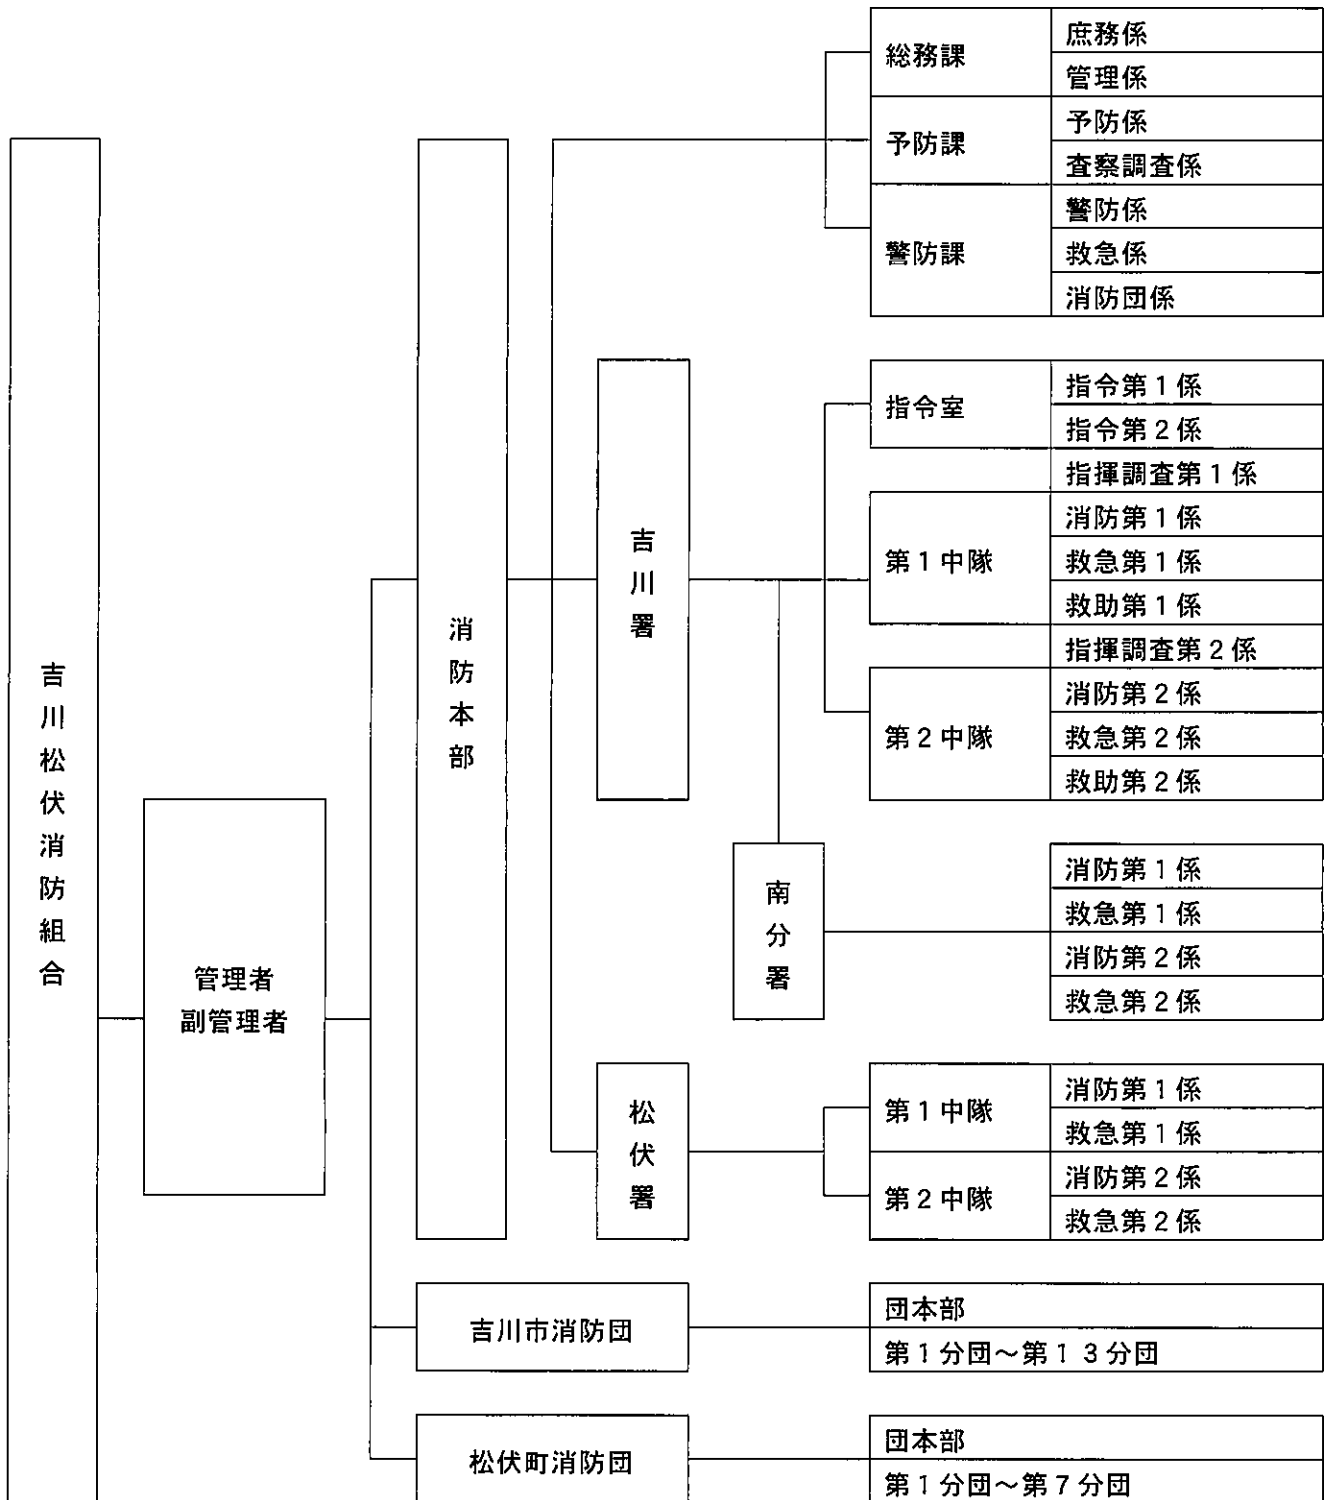 吉川松伏消防組合
管理者
副管理者
消防本部
総務課
庶務係
管理係
予防課
予防係
査察調査係
警防課
警防係
救急係
消防団係
吉川署
指令室
指令第1係
指令第2係
指揮調査第1係
第1中隊
消防第1係
救急第1係
救助第1係
指揮調査第2係
第2中隊
消防第2係
救急第2係
救助第2係
南分署
消防第1係
救急第1係
消防第2係
救急第2係
松伏署
第1中隊
消防第1係
救急第1係
第2中隊
消防第2係
救急第2係
吉川市消防団
団本部
第1分団～第13分団
松伏町消防団
団本部
第1分団～第7分団